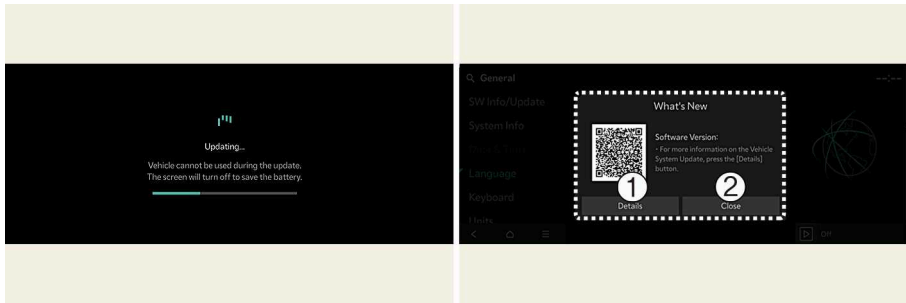 Updating...
Vehicle cannot be used during the update.
The screen will turn off to save the battery.
General
--:--
SW Info/Update
System Info
Language
Keyboard
Units
What's New
Software Version:
· For more information on the Vehicle
System Update, press the [Details]
button.
1
2
Details
Close
Off